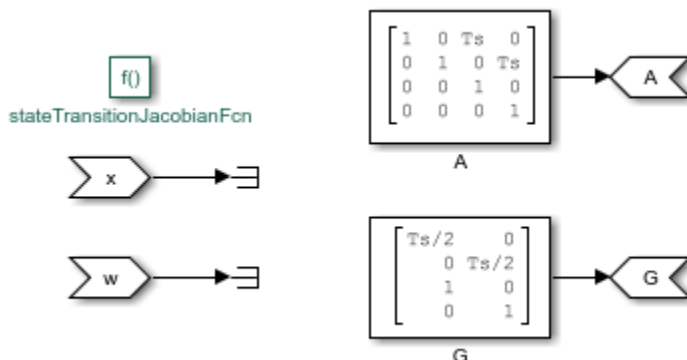 f()
stateTransitionJacobianFcn
x
w
1 0 Ts 0
0 1 0 Ts
0 0 1 0
0 0 0 1
A
A
Ts/2 0
0 Ts/2
1 0
0 1
G
G